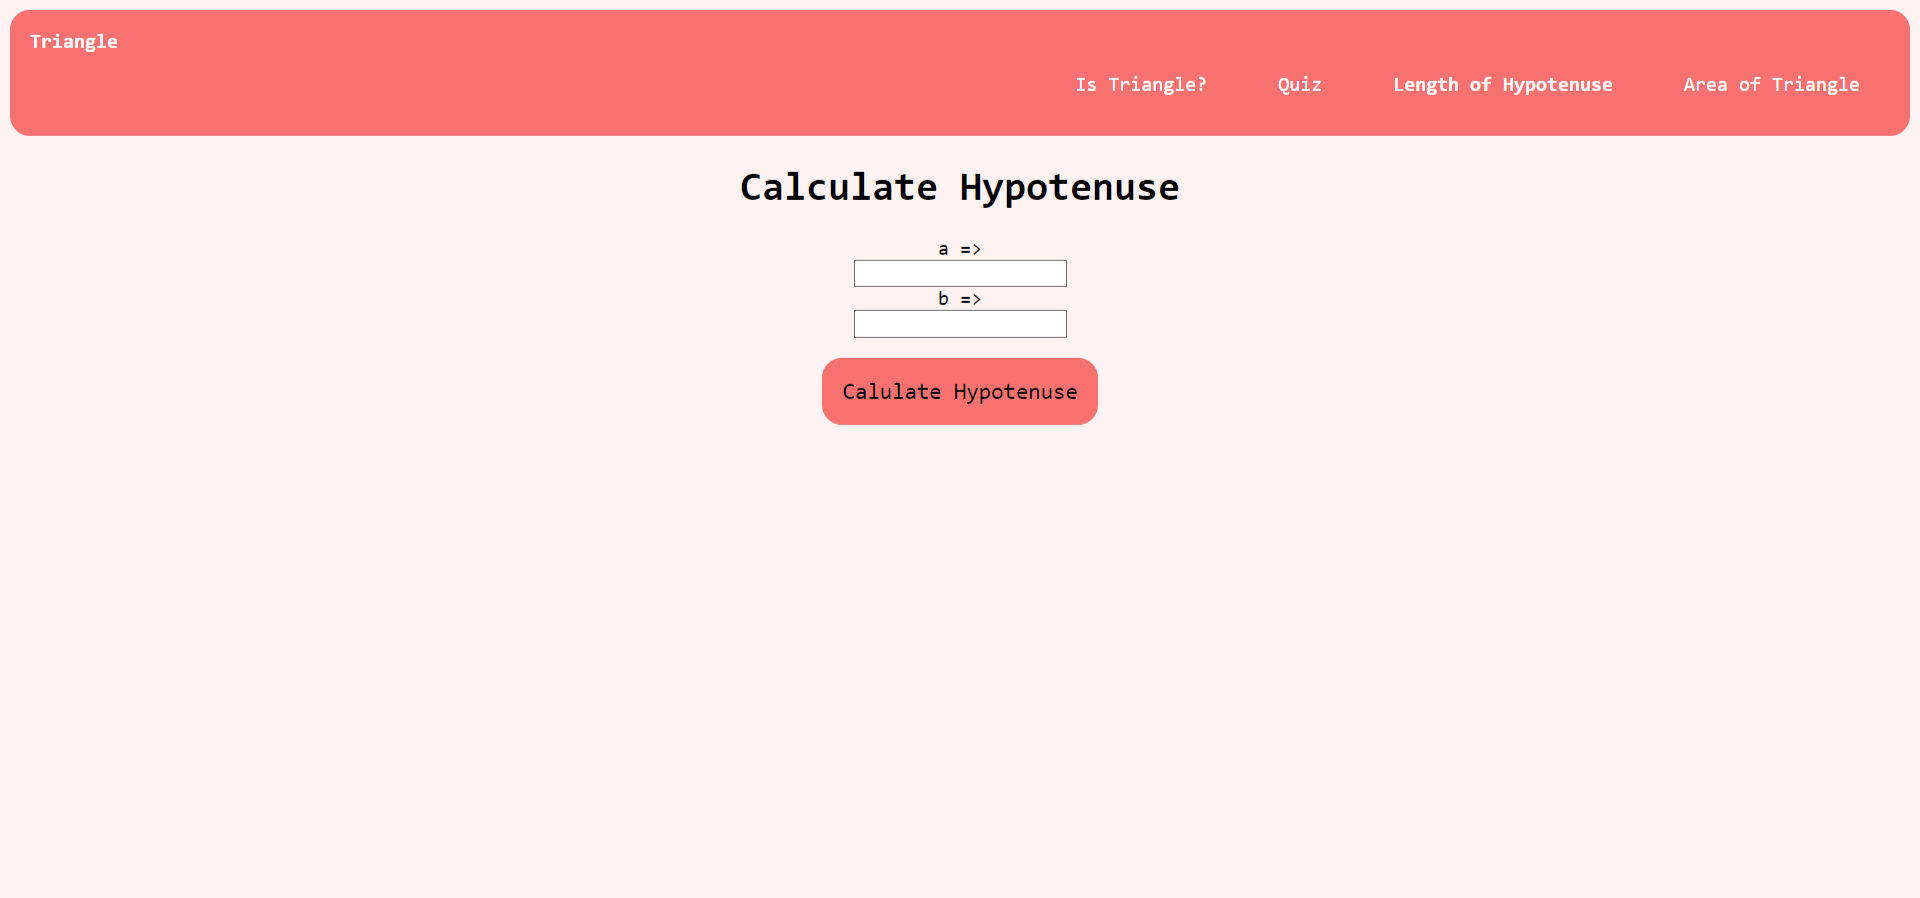 Triangle
Is Triangle? Quiz Length of Hypotenuse Area of Triangle
Calculate Hypotenuse
a =>
b =>
Calulate Hypotenuse